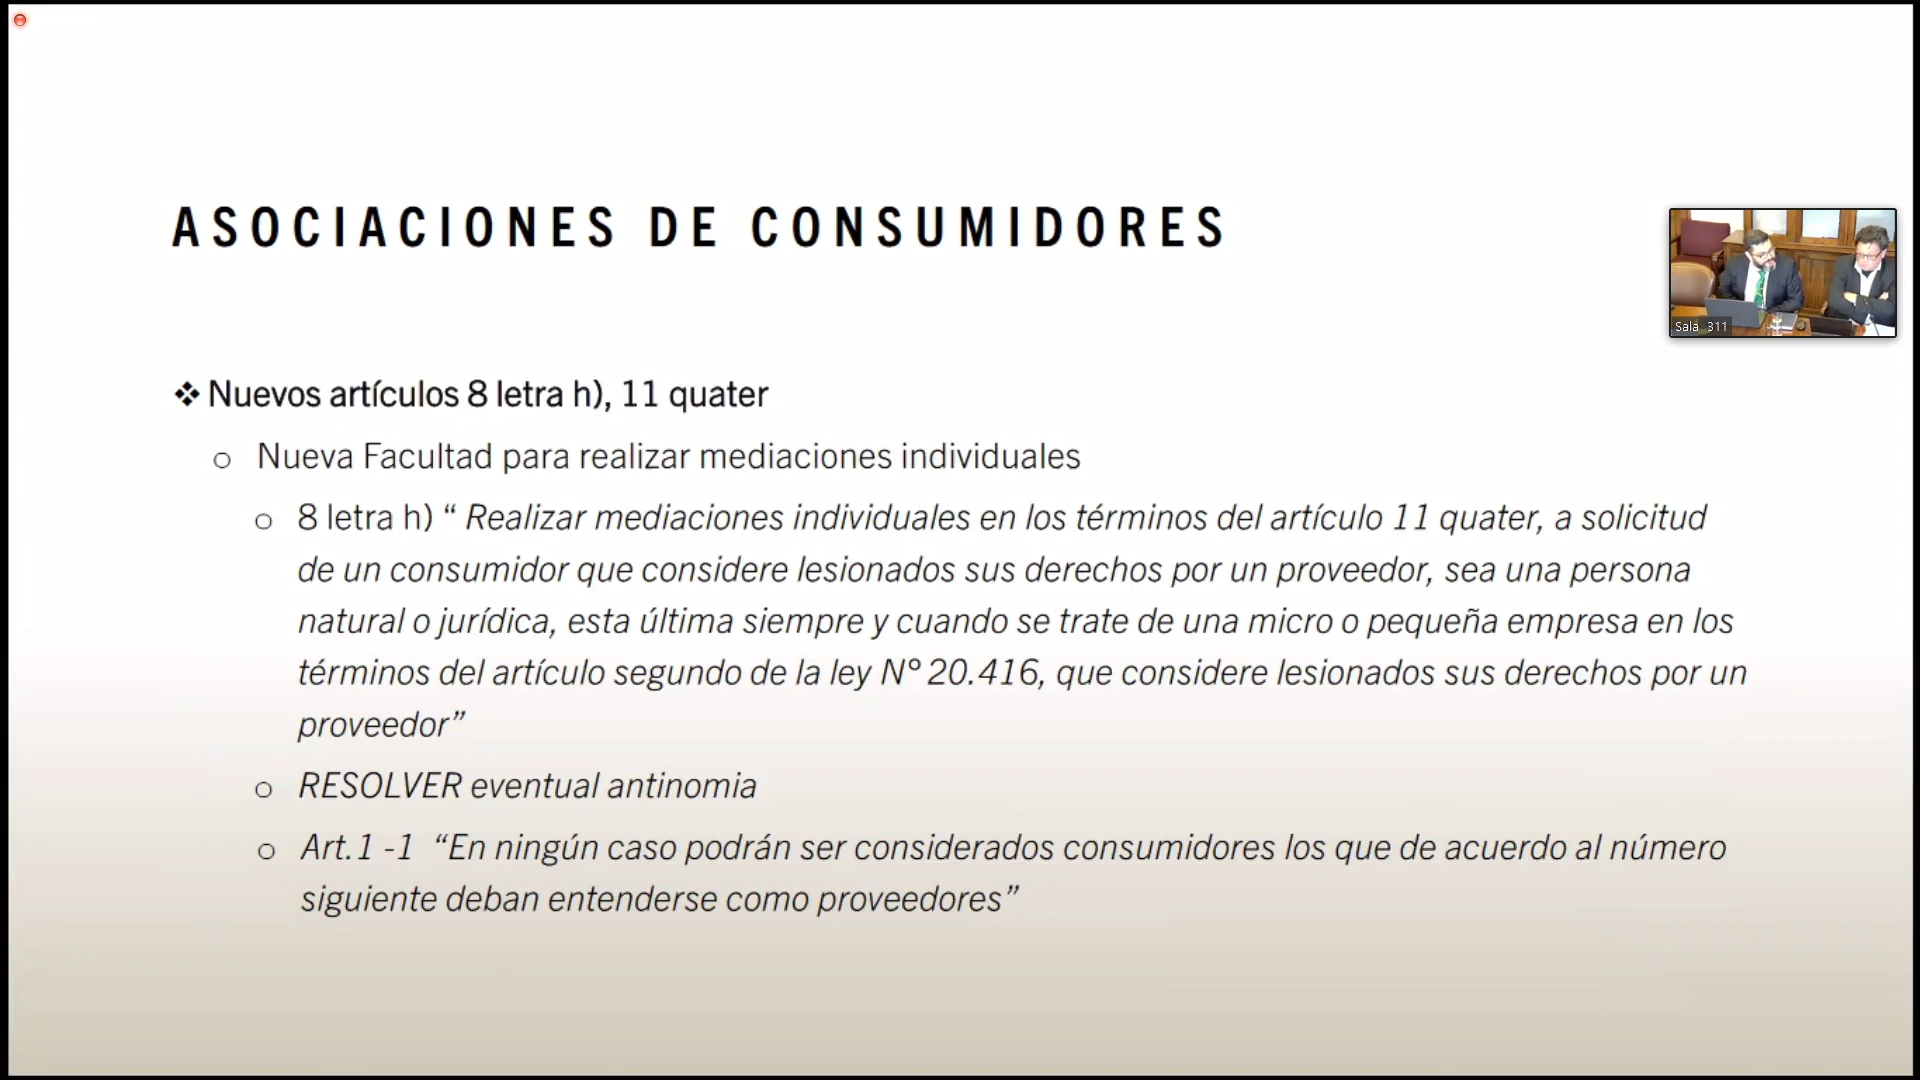 ASOCIACIONES DE CONSUMIDORES
Sala 311
❖ Nuevos artículos 8 letra h), 11 quater
o Nueva Facultad para realizar mediaciones individuales
o 8 letra h) “ Realizar mediaciones individuales en los términos del artículo 11 quater, a solicitud
de un consumidor que considere lesionados sus derechos por un proveedor, sea una persona
natural o jurídica, esta última siempre y cuando se trate de una micro o pequeña empresa en los
términos del artículo segundo de la ley N° 20.416, que considere lesionados sus derechos por un
proveedor”
o RESOLVER eventual antinomia
o Art.1 -1 “En ningún caso podrán ser considerados consumidores los que de acuerdo al número
siguiente deban entenderse como proveedores”